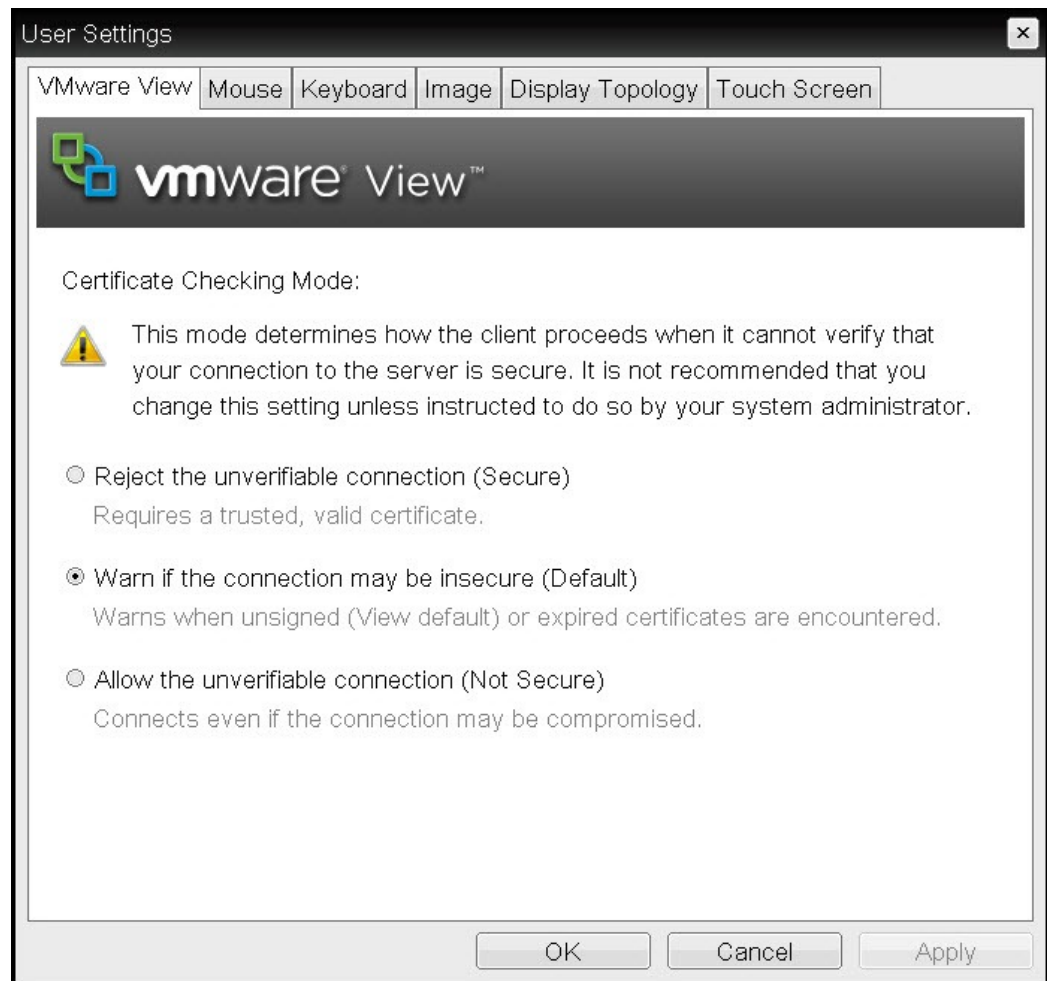 User Settings
VMware View Mouse Keyboard Image Display Topology Touch Screen
vmware® View™
Certificate Checking Mode:
This mode determines how the client proceeds when it cannot verify that
your connection to the server is secure. It is not recommended that you
change this setting unless instructed to do so by your system administrator.
Reject the unverifiable connection (Secure)
Requires a trusted, valid certificate.
Warn if the connection may be insecure (Default)
Warns when unsigned (View default) or expired certificates are encountered.
Allow the unverifiable connection (Not Secure)
Connects even if the connection may be compromised.
OK Cancel Apply